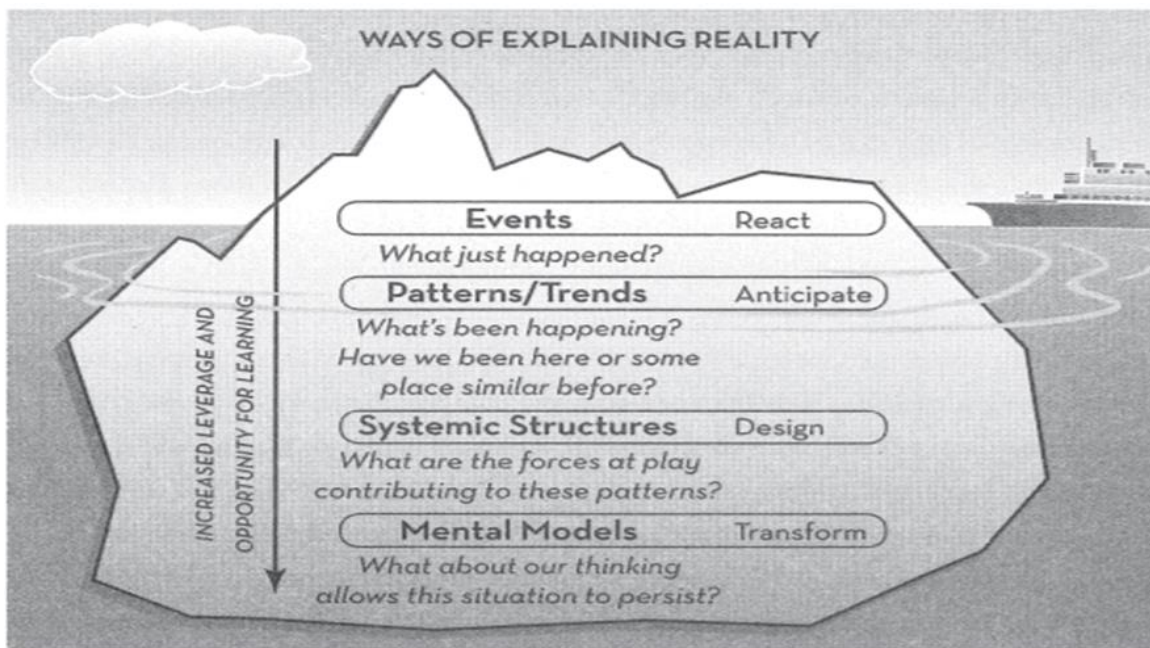 WAYS OF EXPLAINING REALITY
Events React
What just happened?
Patterns/Trends Anticipate
What's been happening?
Have we been here or some
place similar before?
Systemic Structures Design
What are the forces at play
contributing to these patterns?
Mental Models Transform
What about our thinking
allows this situation to persist?
INCREASED LEVERAGE AND
OPPORTUNITY FOR LEARNING